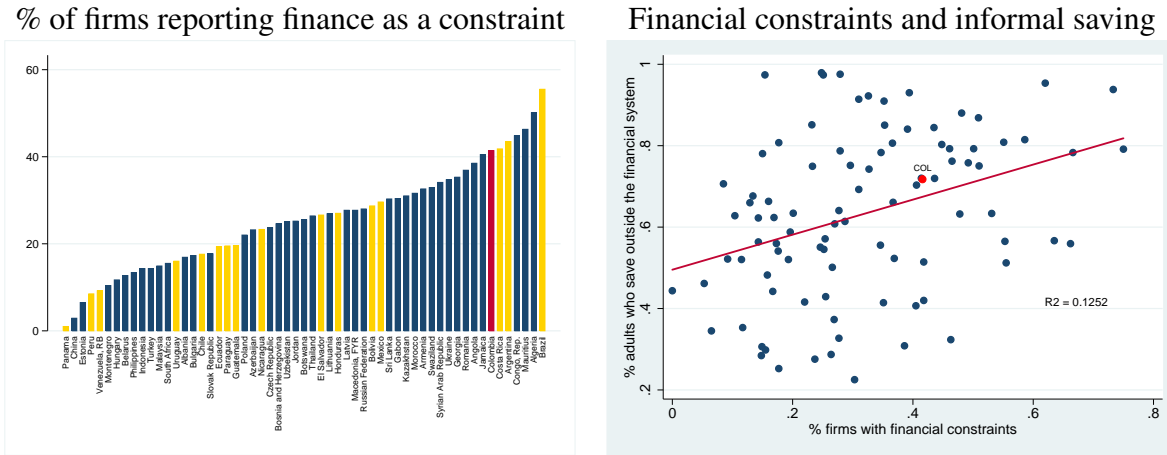 % of firms reporting finance as a constraint
60
40
20
0
Panama
China
Estonia
Peru
Venezuela, RB
Montenegro
Hungary
Belarus
Philippines
Indonesia
Turkey
Malaysia
South Africa
Uruguay
Albania
Bulgaria
Chile
Slovak Republic
Ecuador
Paraguay
Guatemala
Poland
Azerbaijan
Nicaragua
Czech Republic
Bosnia and Herzegovina
Uzbekistan
Jordan
Botswana
Thailand
El Salvador
Lithuania
Honduras
Latvia
Macedonia, FYR
Russian Federation
Bolivia
Mexico
Sri Lanka
Gabon
Kazakhstan
Morocco
Armenia
Swaziland
Syrian Arab Republic
Ukraine
Georgia
Romania
Angola
Jamaica
Colombia
Costa Rica
Argentina
Congo, Rep.
Mauritius
Algeria
Brazil
Financial constraints and informal saving
% adults who save outside the financial system
1
.8
.6
.4
.2
COL
R2 = 0.1252
0 .2 .4 .6 .8
% firms with financial constraints